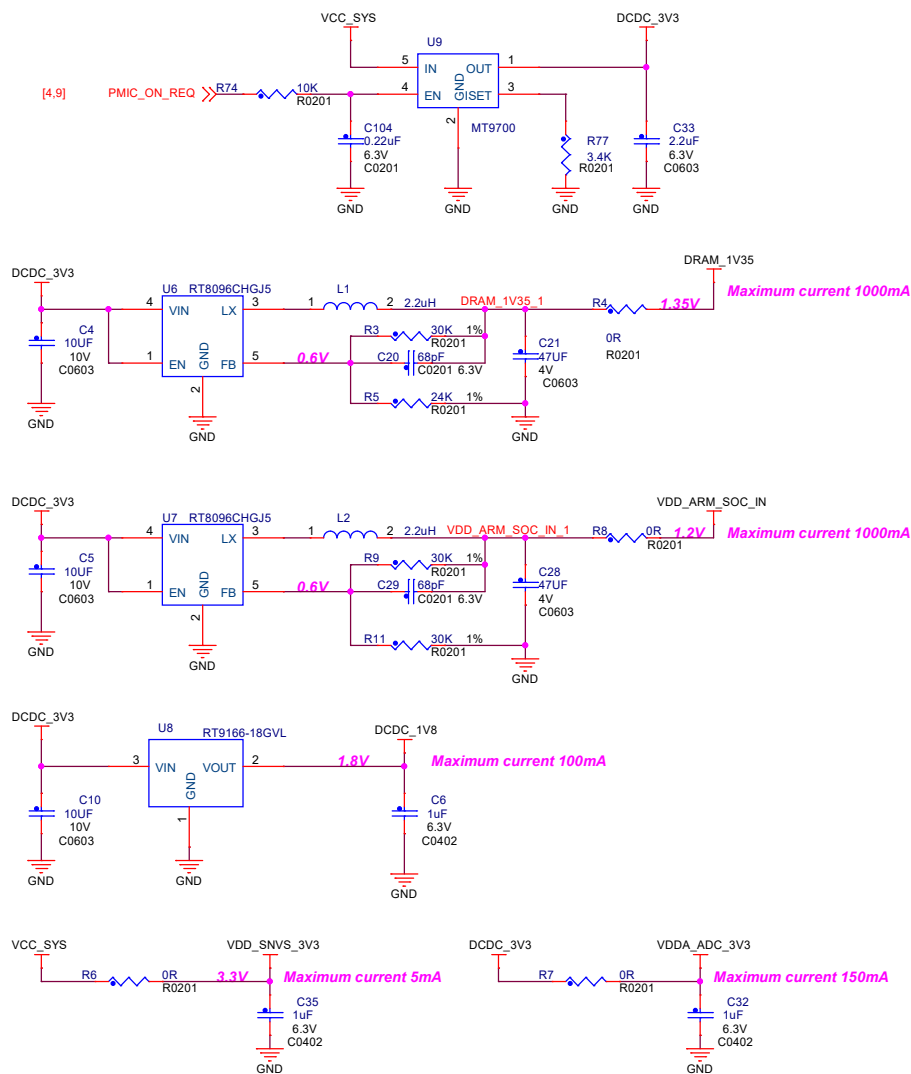 VCC_SYS
DCDC_3V3
U9
5
IN
OUT
1
[4,9]
PMIC_ON_REQ
R74
10K
R0201
4
EN
GND
ISET
3
2
MT9700
C104
0.22uF
6.3V
C0201
R77
3.4K
R0201
C33
2.2uF
6.3V
C0603
GND
GND
GND
GND
DRAM_1V35
DCDC_3V3
U6
RT8096CHGJ5
L1
4
VIN
LX
3
1
2
2.2uH
DRAM_1V35_1
R4
1.35V
Maximum current 1000mA
0R
R0201
C4
10UF
10V
C0603
1
EN
GND
FB
5
0.6V
2
R3
30K
1%
R0201
C20
68pF
C0201
6.3V
C21
47UF
4V
C0603
R5
24K
1%
R0201
GND
GND
GND
DCDC_3V3
VDD_ARM_SOC_IN
U7
RT8096CHGJ5
L2
4
VIN
LX
3
1
2
2.2uH
VDD_ARM_SOC_IN_1
R8
0R
R0201
1.2V
Maximum current 1000mA
C5
10UF
10V
C0603
1
EN
GND
FB
5
0.6V
2
R9
30K
1%
R0201
C29
68pF
C0201
6.3V
C28
47UF
4V
C0603
R11
30K
1%
R0201
GND
GND
GND
DCDC_3V3
U8
RT9166-18GVL
DCDC_1V8
3
VIN
VOUT
2
1.8V
Maximum current 100mA
GND
1
C10
10UF
10V
C0603
C6
1uF
6.3V
C0402
GND
GND
GND
VCC_SYS
VDD_SNVS_3V3
DCDC_3V3
VDDA_ADC_3V3
R6
0R
R0201
3.3V
Maximum current 5mA
R7
0R
R0201
Maximum current 150mA
C35
1uF
6.3V
C0402
C32
1uF
6.3V
C0402
GND
GND